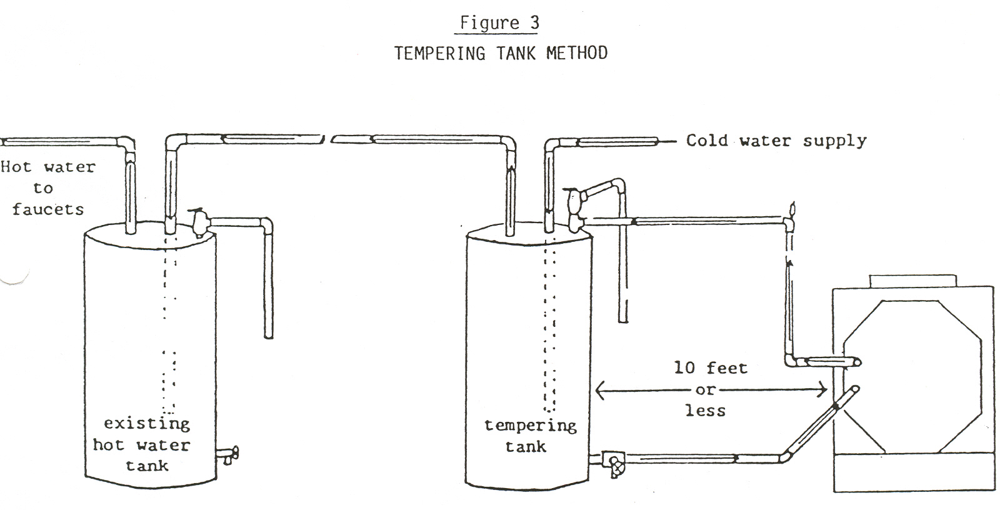 Figure 3
TEMPERING TANK METHOD
Cold water supply
Hot water
to
faucets
10 feet
or
less
existing
hot water
tank
tempering
tank